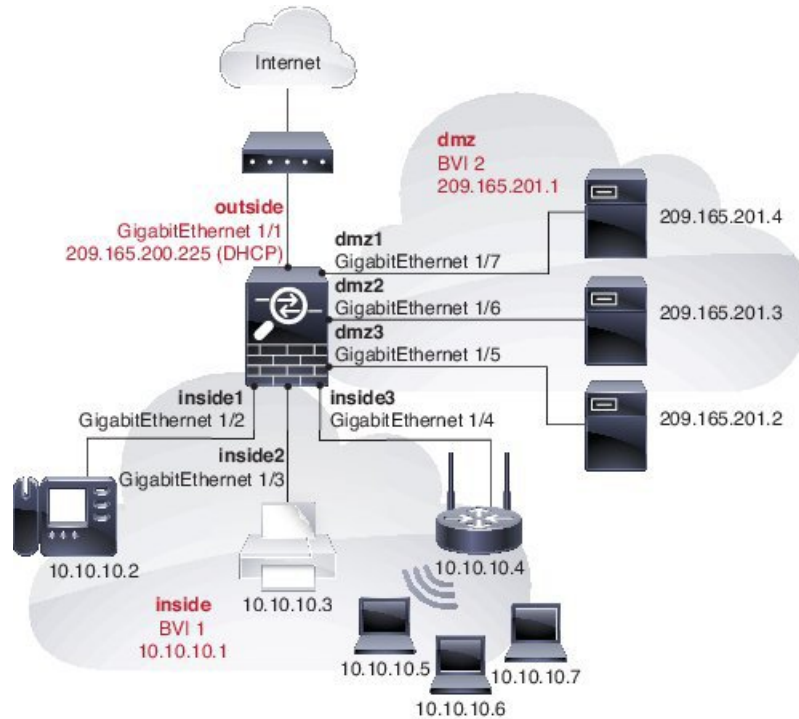 Internet
outside
GigabitEthernet 1/1
209.165.200.225 (DHCP)
dmz
BVI 2
209.165.201.1
dmz1
GigabitEthernet 1/7
209.165.201.4
dmz2
GigabitEthernet 1/6
209.165.201.3
dmz3
GigabitEthernet 1/5
209.165.201.2
inside1
GigabitEthernet 1/2
inside2
GigabitEthernet 1/3
inside3
GigabitEthernet 1/4
10.10.10.2
10.10.10.3
10.10.10.4
inside
BVI 1
10.10.10.1
10.10.10.5
10.10.10.6
10.10.10.7